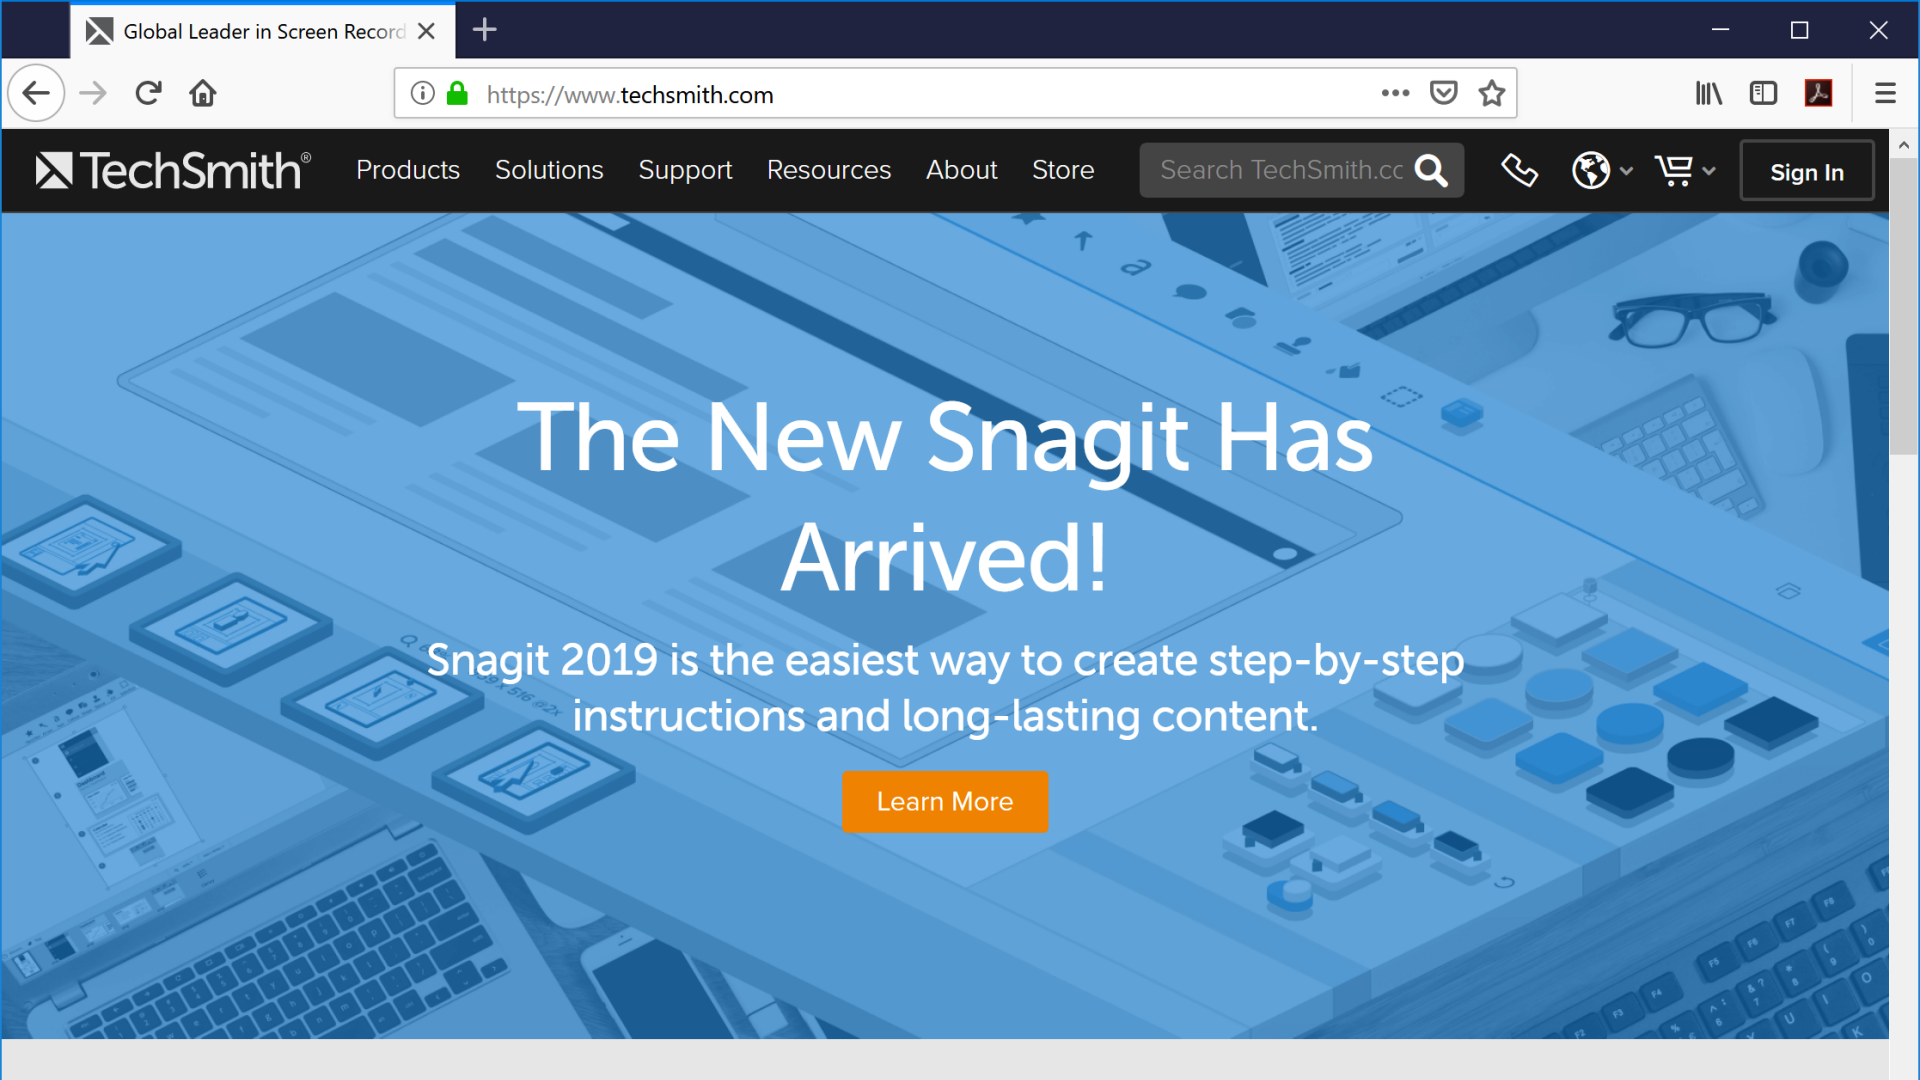 Global Leader in Screen Record
https://www.techsmith.com
TechSmith®
Products
Solutions
Support
Resources
About
Store
Search TechSmith.cc
Sign In
The New Snagit Has
Arrived!
Snagit 2019 is the easiest way to create step-by-step
instructions and long-lasting content.
Learn More